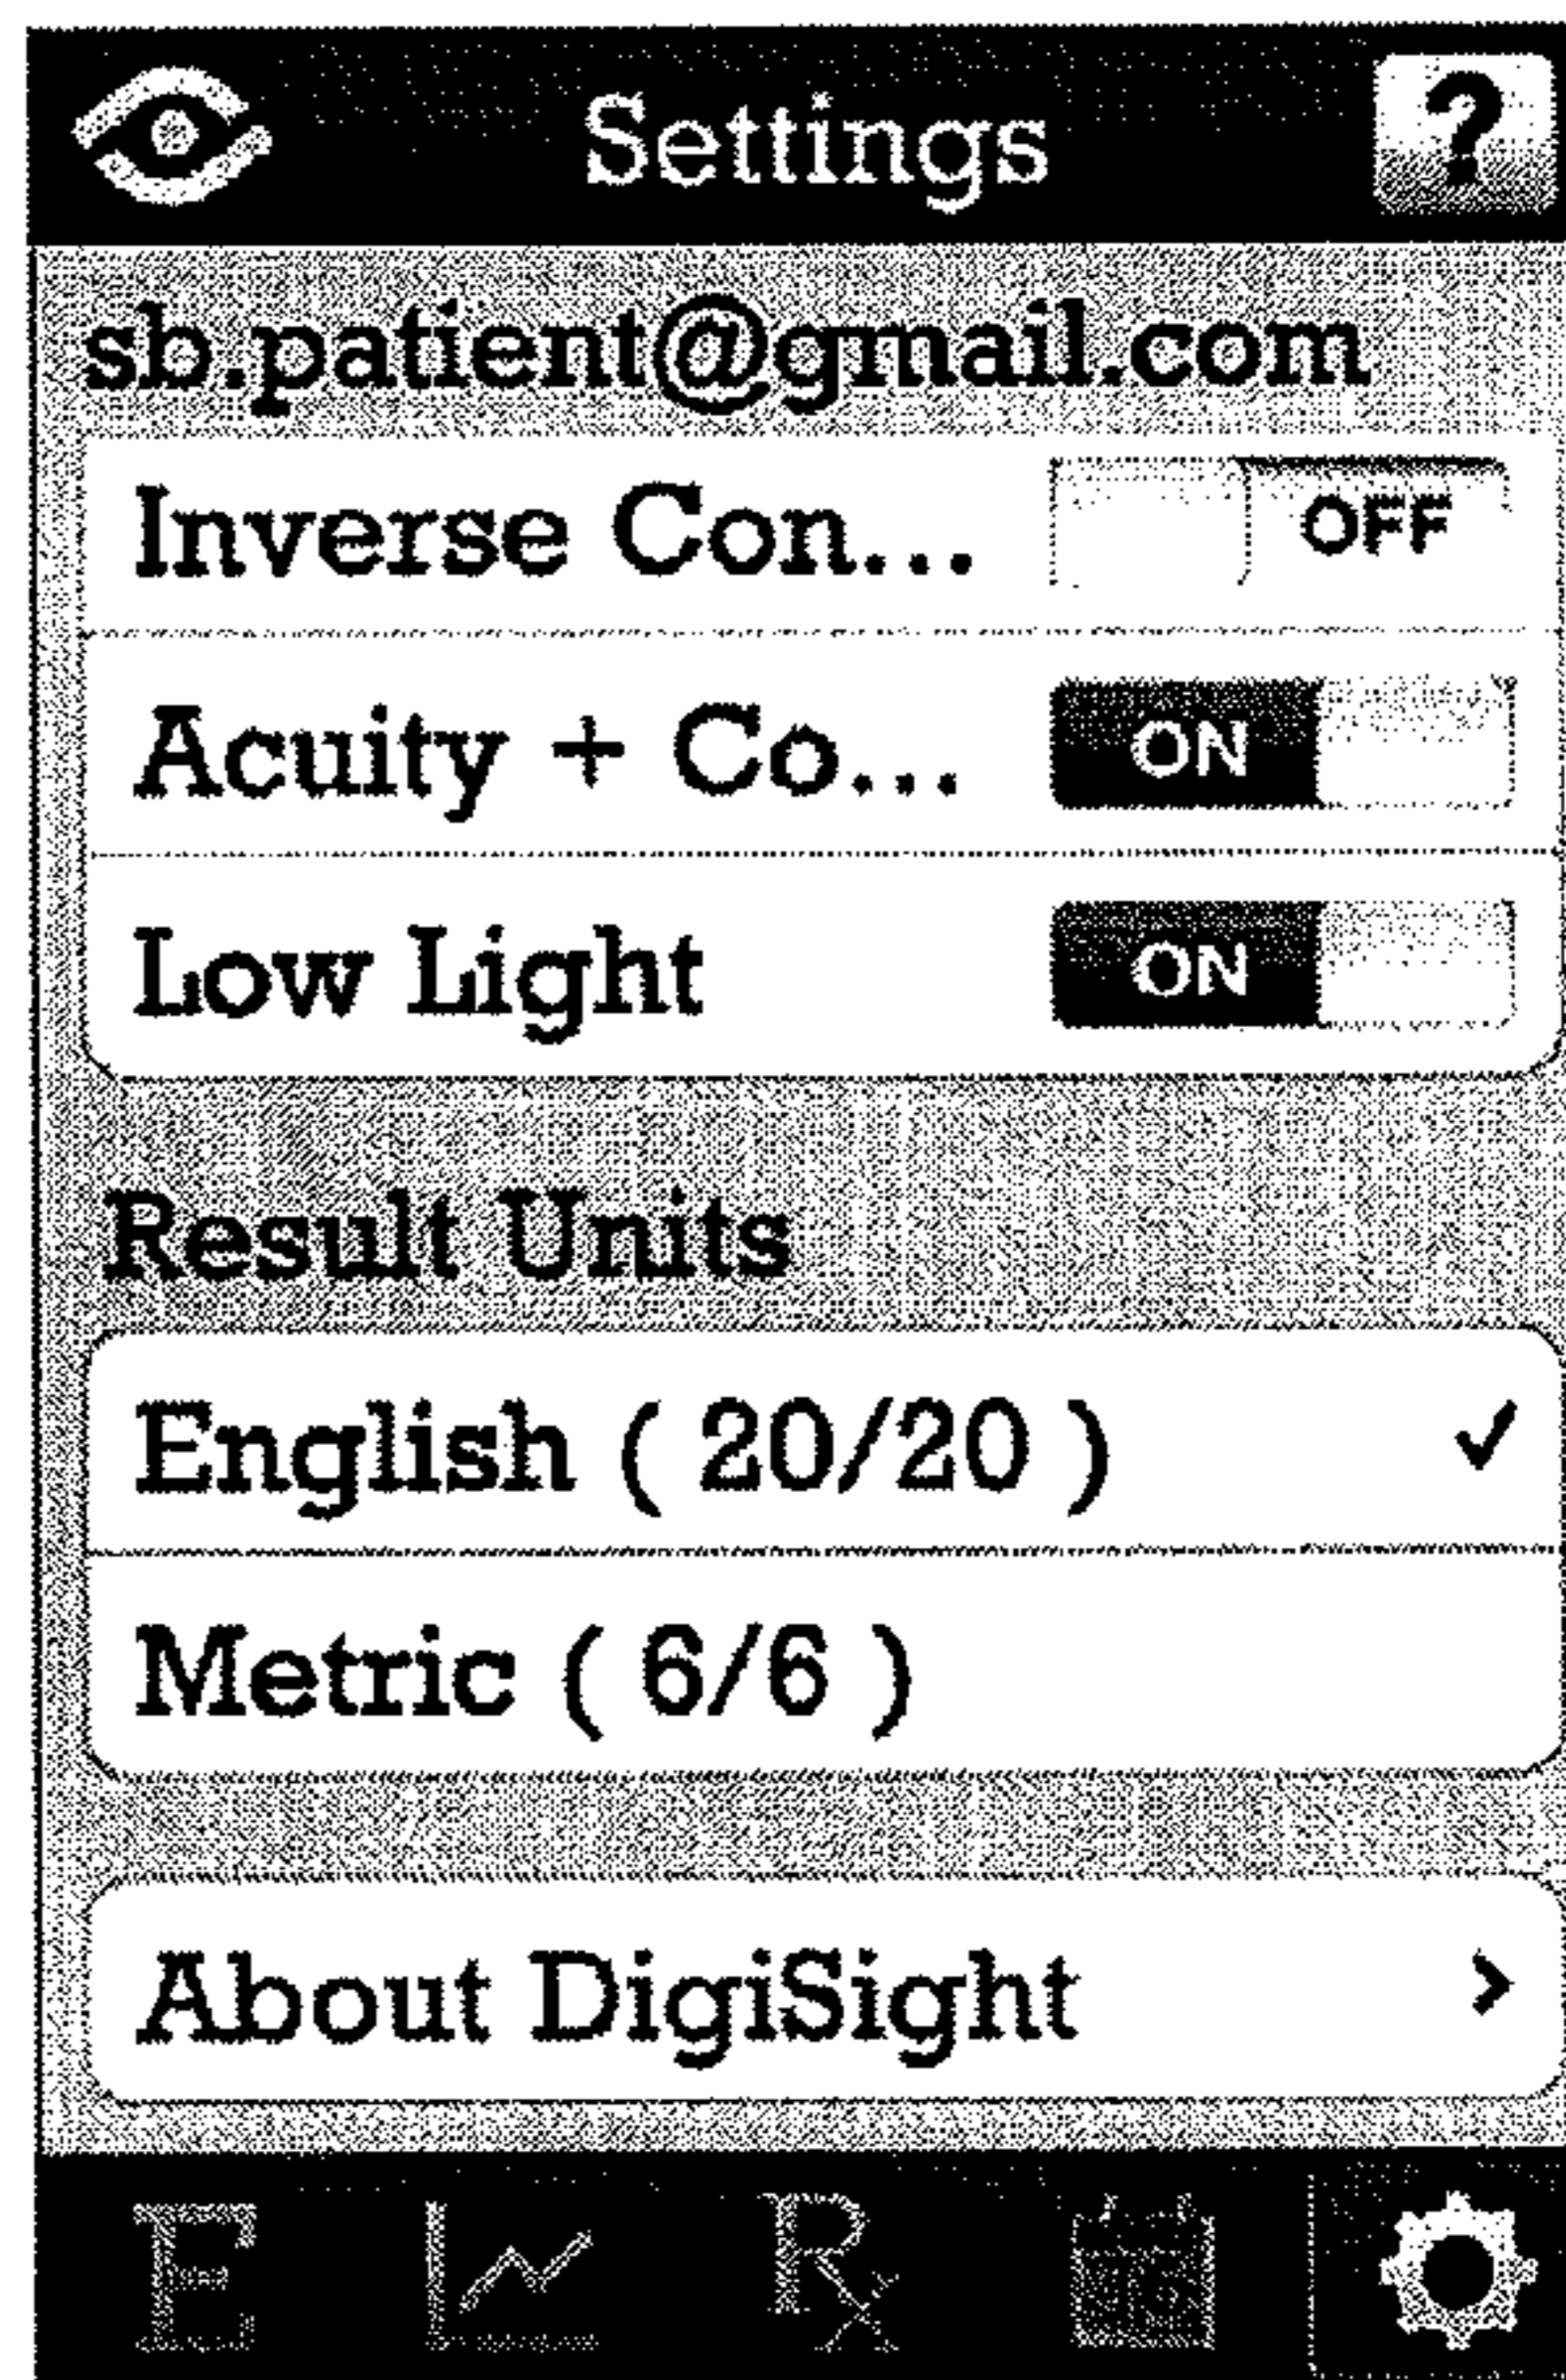 Settings
?
sb.patient@gmail.com
Inverse Con... OFF
Acuity + Co... ON
Low Light ON
Result Units
English ( 20/20 ) ✓
Metric ( 6/6 )
About DigiSight >
E Rx